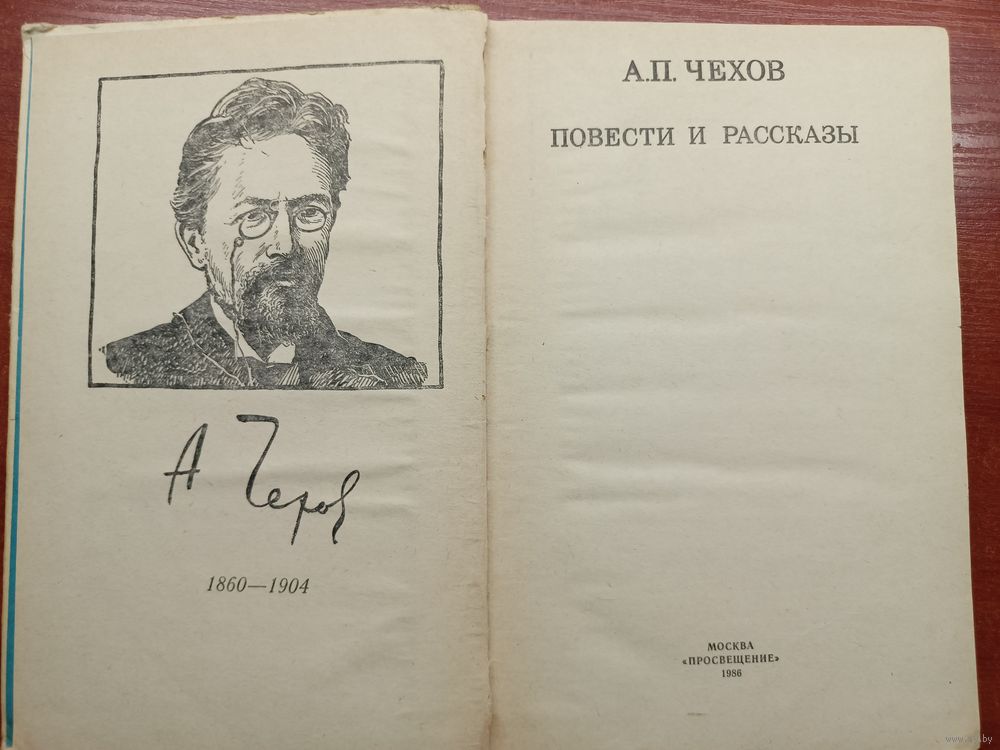 А Чехов
1860—1904
А.П. ЧЕХОВ
ПОВЕСТИ И РАССКАЗЫ
МОСКВА
«ПРОСВЕЩЕНИЕ»
1986